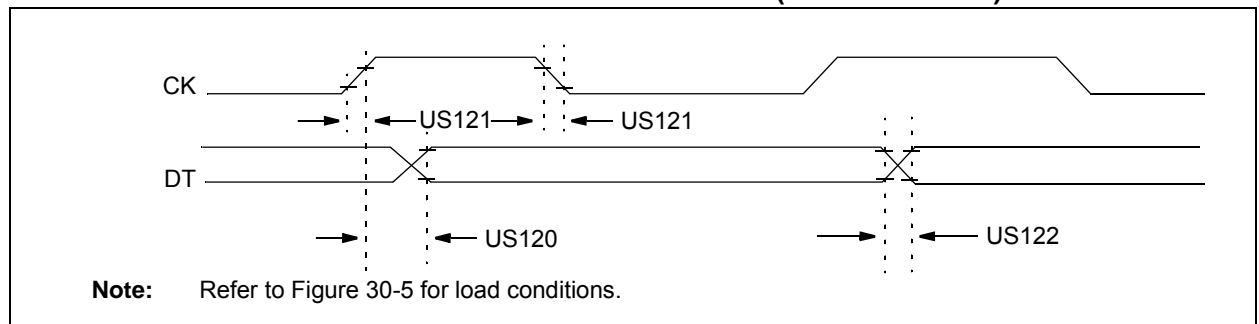 CK
US121 US121
DT
US120 US122
Note: Refer to Figure 30-5 for load conditions.